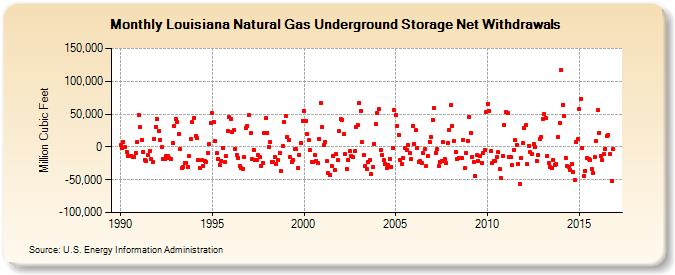 Monthly Louisiana Natural Gas Underground Storage Net Withdrawals
Million Cubic Feet
150,000
100,000
50,000
0
-50,000
-100,000
1990 1995 2000 2005 2010 2015
Source: U.S. Energy Information Administration